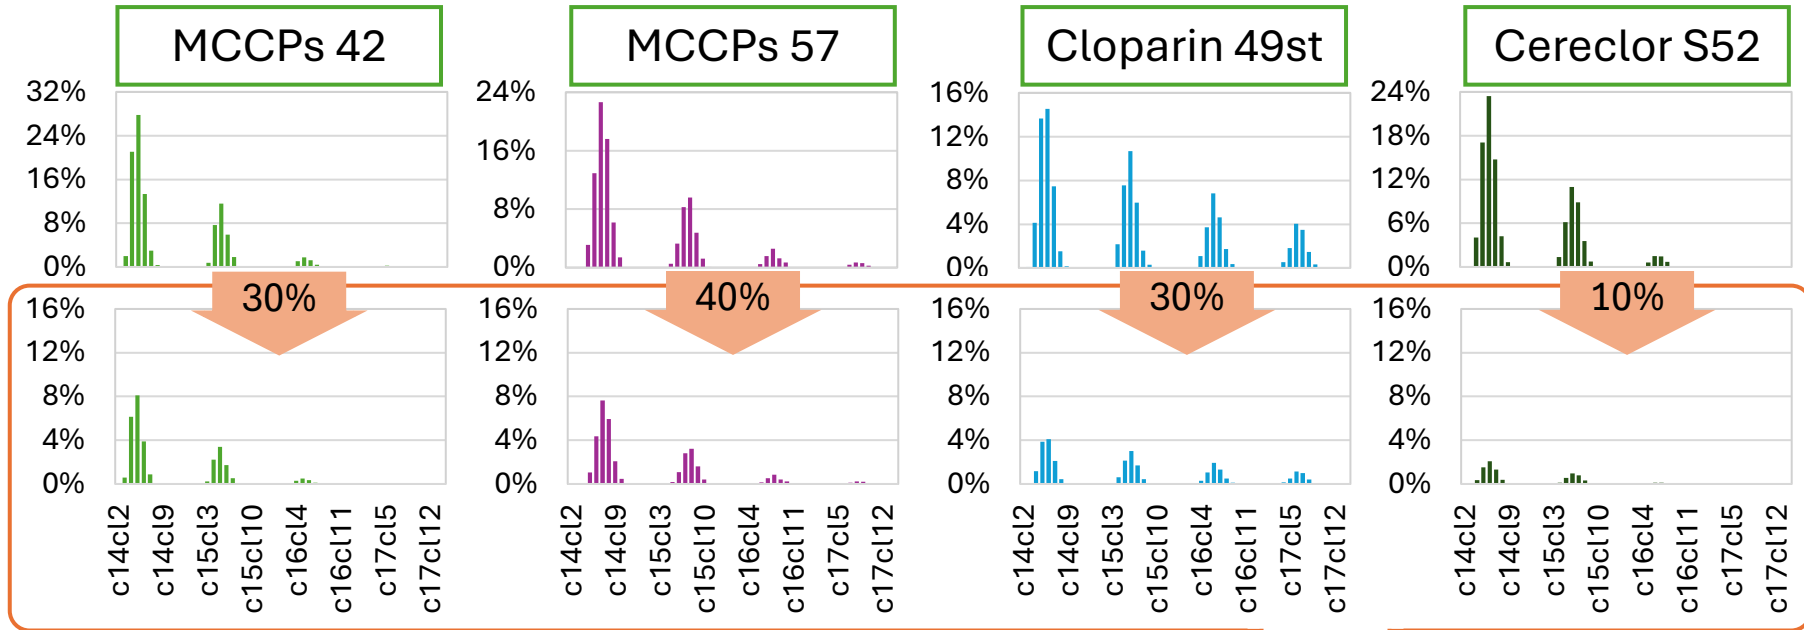 MCCPs 42
MCCPs 57
Cloparin 49st
Cereclor S52
32%
24%
16%
8%
0%
24%
16%
8%
0%
16%
12%
8%
4%
0%
24%
18%
12%
6%
0%
30%
40%
30%
10%
16%
12%
8%
4%
0%
16%
12%
8%
4%
0%
16%
12%
8%
4%
0%
16%
12%
8%
4%
0%
c14cl2
c14cl9
c15cl3
c15cl10
c16cl4
c16cl11
c17cl5
c17cl12
c14cl2
c14cl9
c15cl3
c15cl10
c16cl4
c16cl11
c17cl5
c17cl12
c14cl2
c14cl9
c15cl3
c15cl10
c16cl4
c16cl11
c17cl5
c17cl12
c14cl2
c14cl9
c15cl3
c15cl10
c16cl4
c16cl11
c17cl5
c17cl12